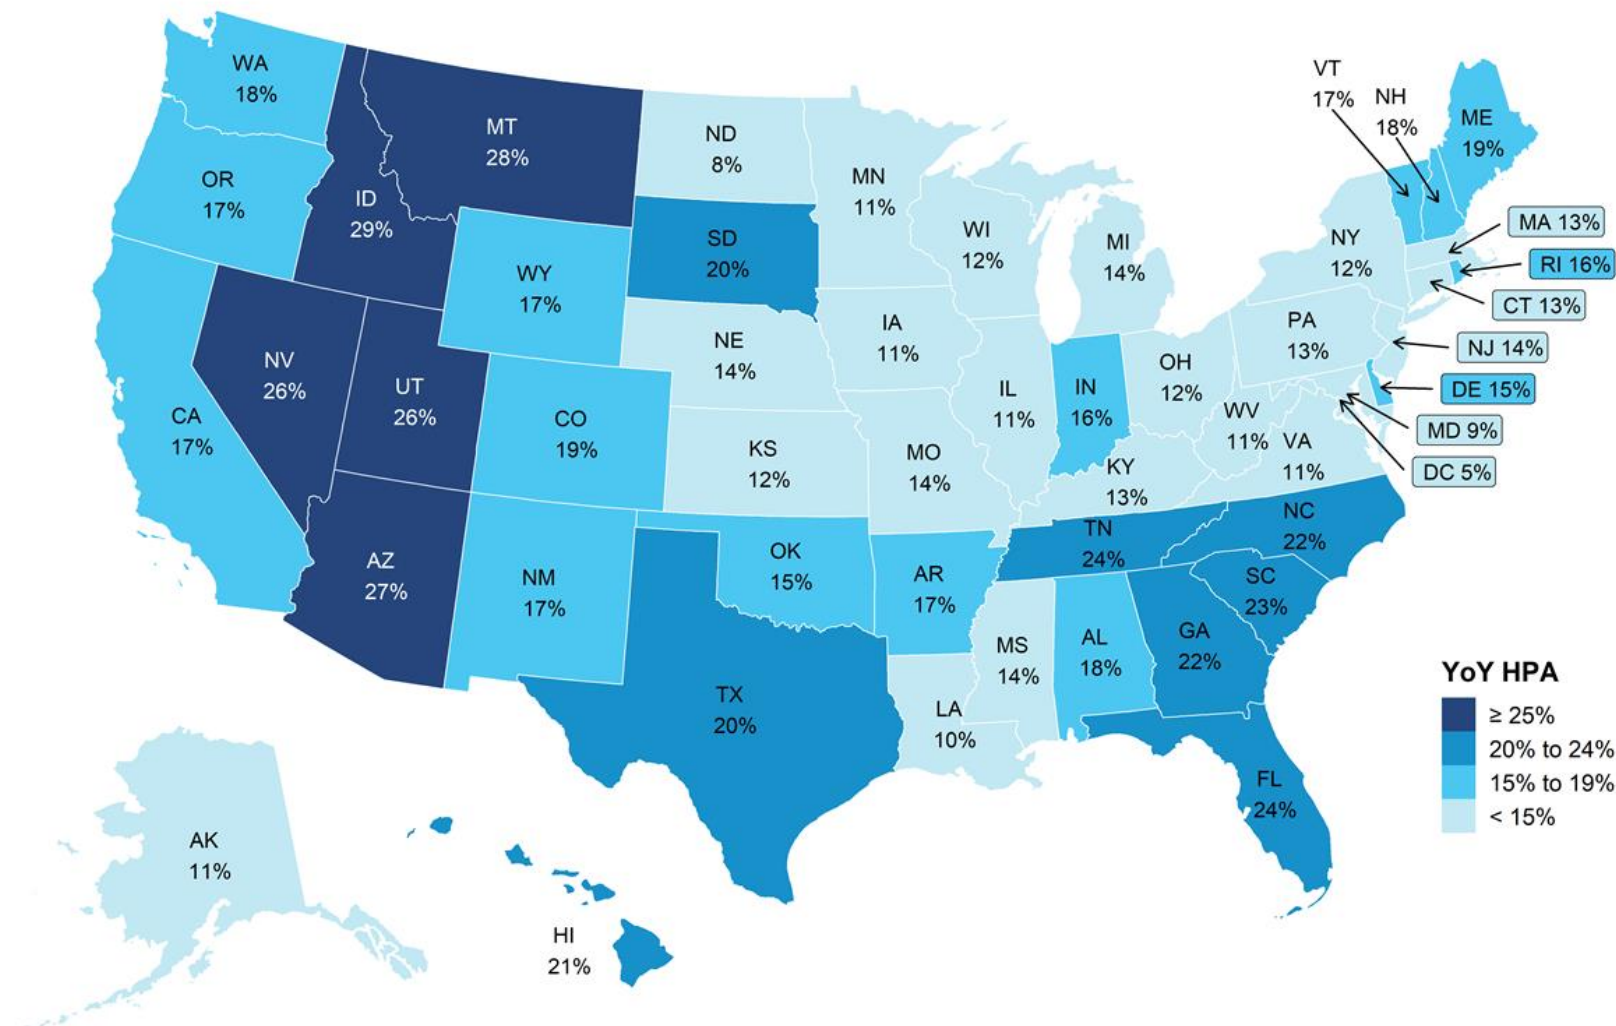 WA
18%
OR
17%
CA
17%
ID
29%
MT
28%
NV
26%
UT
26%
AZ
27%
WY
17%
CO
19%
NM
17%
ND
8%
SD
20%
NE
14%
KS
12%
OK
15%
TX
20%
MN
11%
IA
11%
MO
14%
AR
17%
LA
10%
WI
12%
IL
11%
MI
14%
IN
16%
OH
12%
KY
13%
TN
24%
MS
14%
AL
18%
GA
22%
FL
24%
SC
23%
NC
22%
WV
11%
VA
11%
PA
13%
NY
12%
VT
17%
NH
18%
ME
19%
MA 13%
RI 16%
CT 13%
NJ 14%
DE 15%
MD 9%
DC 5%
AK
11%
HI
21%
YoY HPA
≥ 25%
20% to 24%
15% to 19%
< 15%